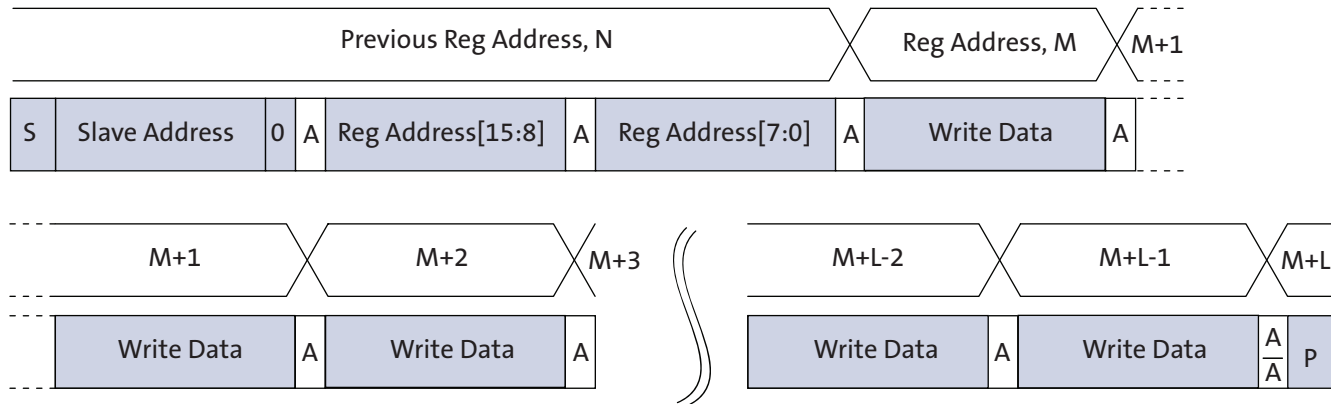 Previous Reg Address, N Reg Address, M M+1
S Slave Address 0 A Reg Address[15:8] A Reg Address[7:0] A Write Data A
M+1 M+2 M+3 M+L-2 M+L-1 M+L
Write Data A Write Data A Write Data A Write Data A P
A̅